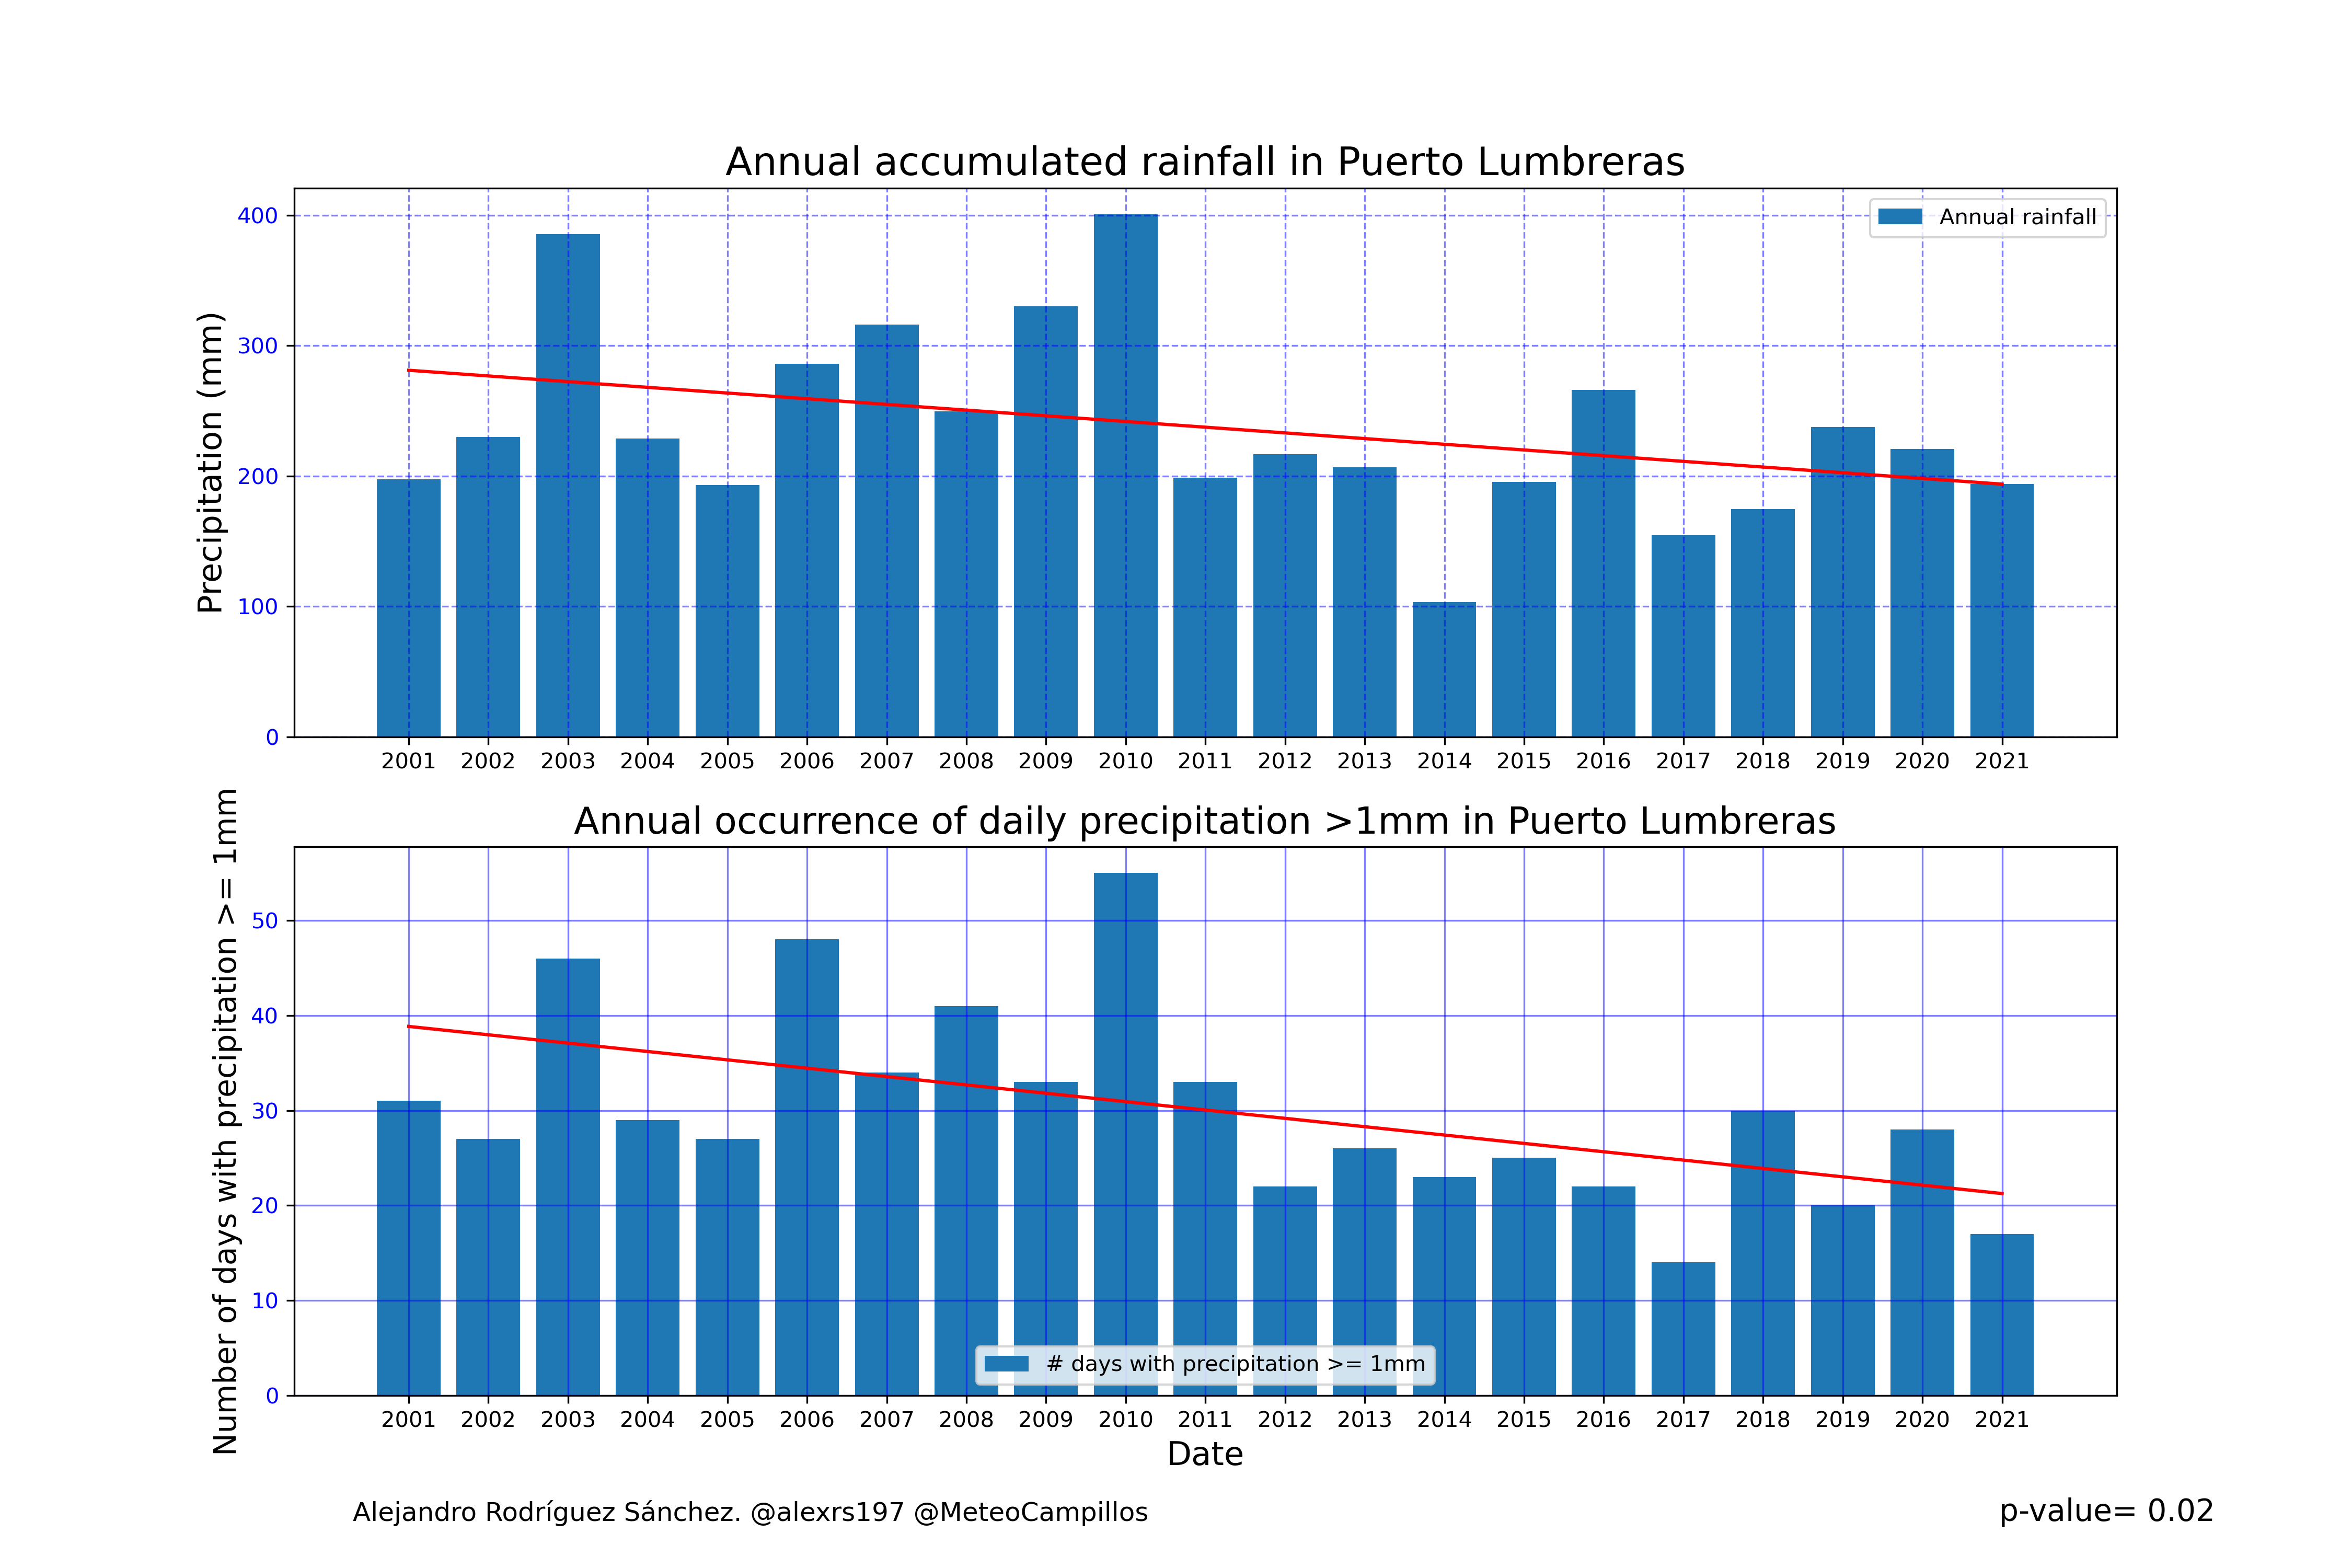 Annual accumulated rainfall in Puerto Lumbreras
Precipitation (mm)
400
300
200
100
0
Annual rainfall
2001 2002 2003 2004 2005 2006 2007 2008 2009 2010 2011 2012 2013 2014 2015 2016 2017 2018 2019 2020 2021
Annual occurrence of daily precipitation >1mm in Puerto Lumbreras
Number of days with precipitation >= 1mm
50
40
30
20
10
0
# days with precipitation >= 1mm
2001 2002 2003 2004 2005 2006 2007 2008 2009 2010 2011 2012 2013 2014 2015 2016 2017 2018 2019 2020 2021
Date
Alejandro Rodríguez Sánchez. @alexrs197 @MeteoCampillos
p-value= 0.02